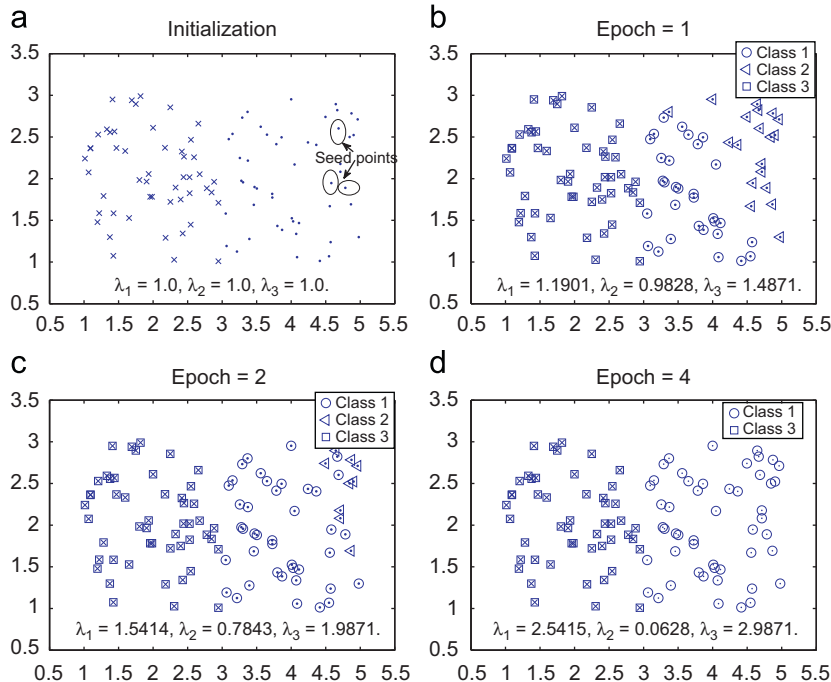 a
Initialization
3.5
3
2.5
2
1.5
1
0.5
Seed points
λ1 = 1.0, λ2 = 1.0, λ3 = 1.0.
0.5 1 1.5 2 2.5 3 3.5 4 4.5 5 5.5
b
Epoch = 1
Class 1
Class 2
Class 3
3.5
3
2.5
2
1.5
1
0.5
λ1 = 1.1901, λ2 = 0.9828, λ3 = 1.4871.
0.5 1 1.5 2 2.5 3 3.5 4 4.5 5 5.5
c
Epoch = 2
Class 1
Class 2
Class 3
3.5
3
2.5
2
1.5
1
0.5
λ1 = 1.5414, λ2 = 0.7843, λ3 = 1.9871.
0.5 1 1.5 2 2.5 3 3.5 4 4.5 5 5.5
d
Epoch = 4
Class 1
Class 3
3.5
3
2.5
2
1.5
1
0.5
λ1 = 2.5415, λ2 = 0.0628, λ3 = 2.9871.
0.5 1 1.5 2 2.5 3 3.5 4 4.5 5 5.5